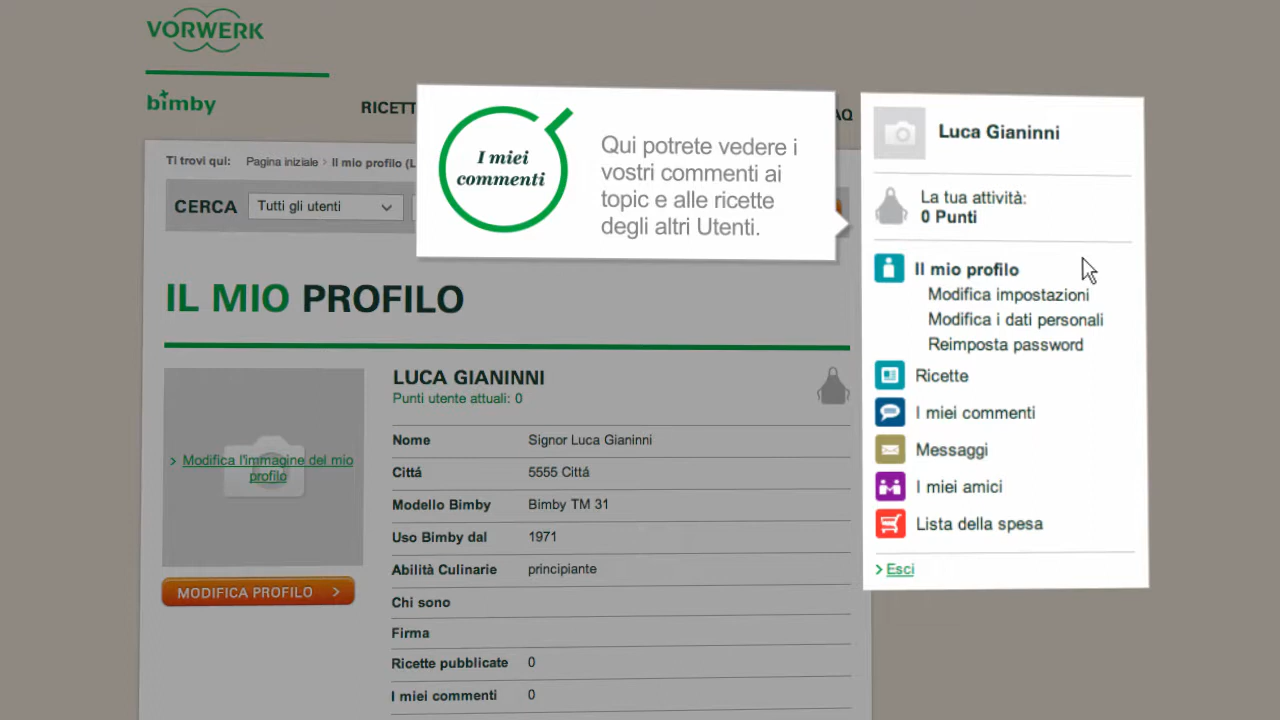 VORWERK
bimby
RICETT
AQ
Ti trovi qui: Pagina iniziale > Il mio profilo (L
CERCA Tutti gli utenti
I miei
commenti
Qui potrete vedere i
vostri commenti ai
topic e alle ricette
degli altri Utenti.
IL MIO PROFILO
> Modifica l'immagine del mio
profilo
MODIFICA PROFILO >
LUCA GIANINNI
Punti utente attuali: 0
Nome Signor Luca Gianinni
Cittá 5555 Cittá
Modello Bimby Bimby TM 31
Uso Bimby dal 1971
Abilità Culinarie principiante
Chi sono
Firma
Ricette pubblicate 0
I miei commenti 0
Luca Gianinni
La tua attività:
0 Punti
Il mio profilo
Modifica impostazioni
Modifica i dati personali
Reimposta password
Ricette
I miei commenti
Messaggi
I miei amici
Lista della spesa
> Esci